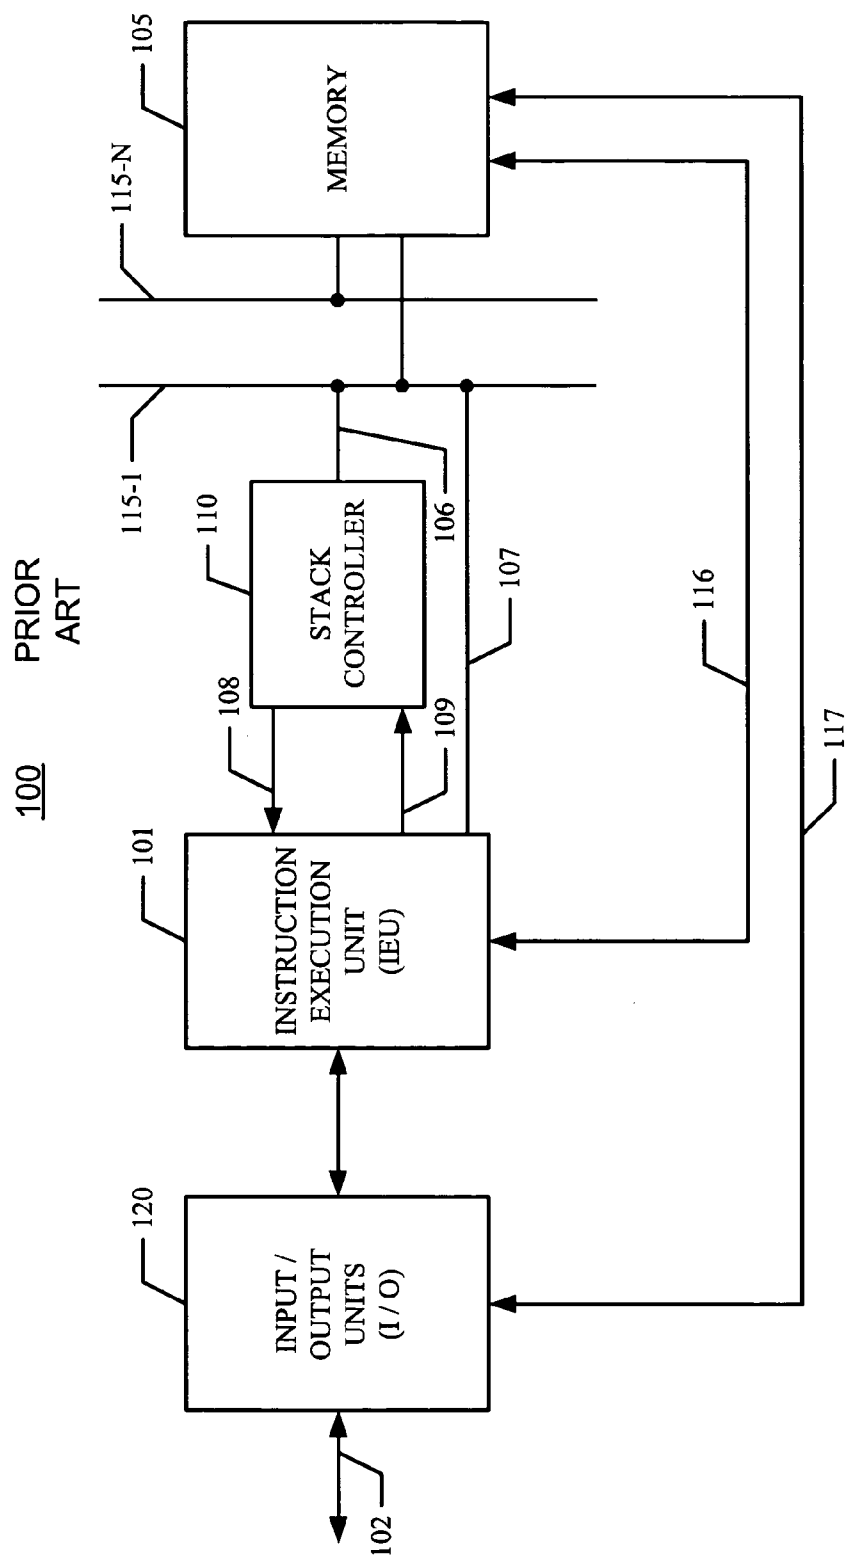 100
PRIOR
ART
120
101
110
105
115-1
115-N
INPUT /
OUTPUT
UNITS
(I / O)
INSTRUCTION
EXECUTION
UNIT
(IEU)
108
109
STACK
CONTROLLER
MEMORY
102
106
107
116
117